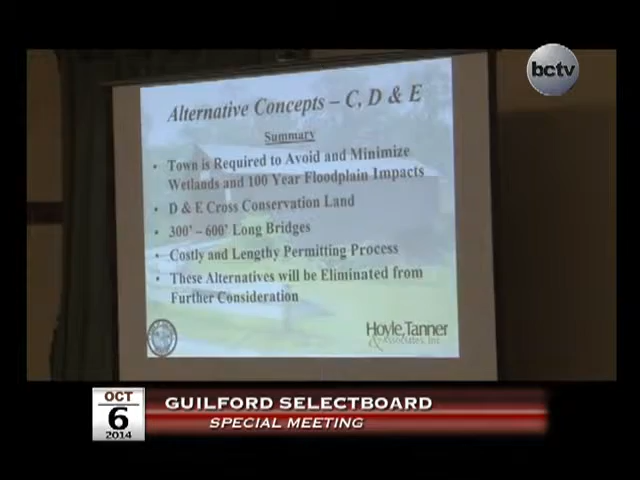 bctv
Alternative Concepts – C, D & E
Summary
• Town is Required to Avoid and Minimize
Wetlands and 100 Year Floodplain Impacts
• D & E Cross Conservation Land
• 300' – 600' Long Bridges
• Costly and Lengthy Permitting Process
• These Alternatives will be Eliminated from
Further Consideration
Hoyle, Tanner
& Associates, Inc.
OCT
6
2014
GUILFORD SELECTBOARD
SPECIAL MEETING